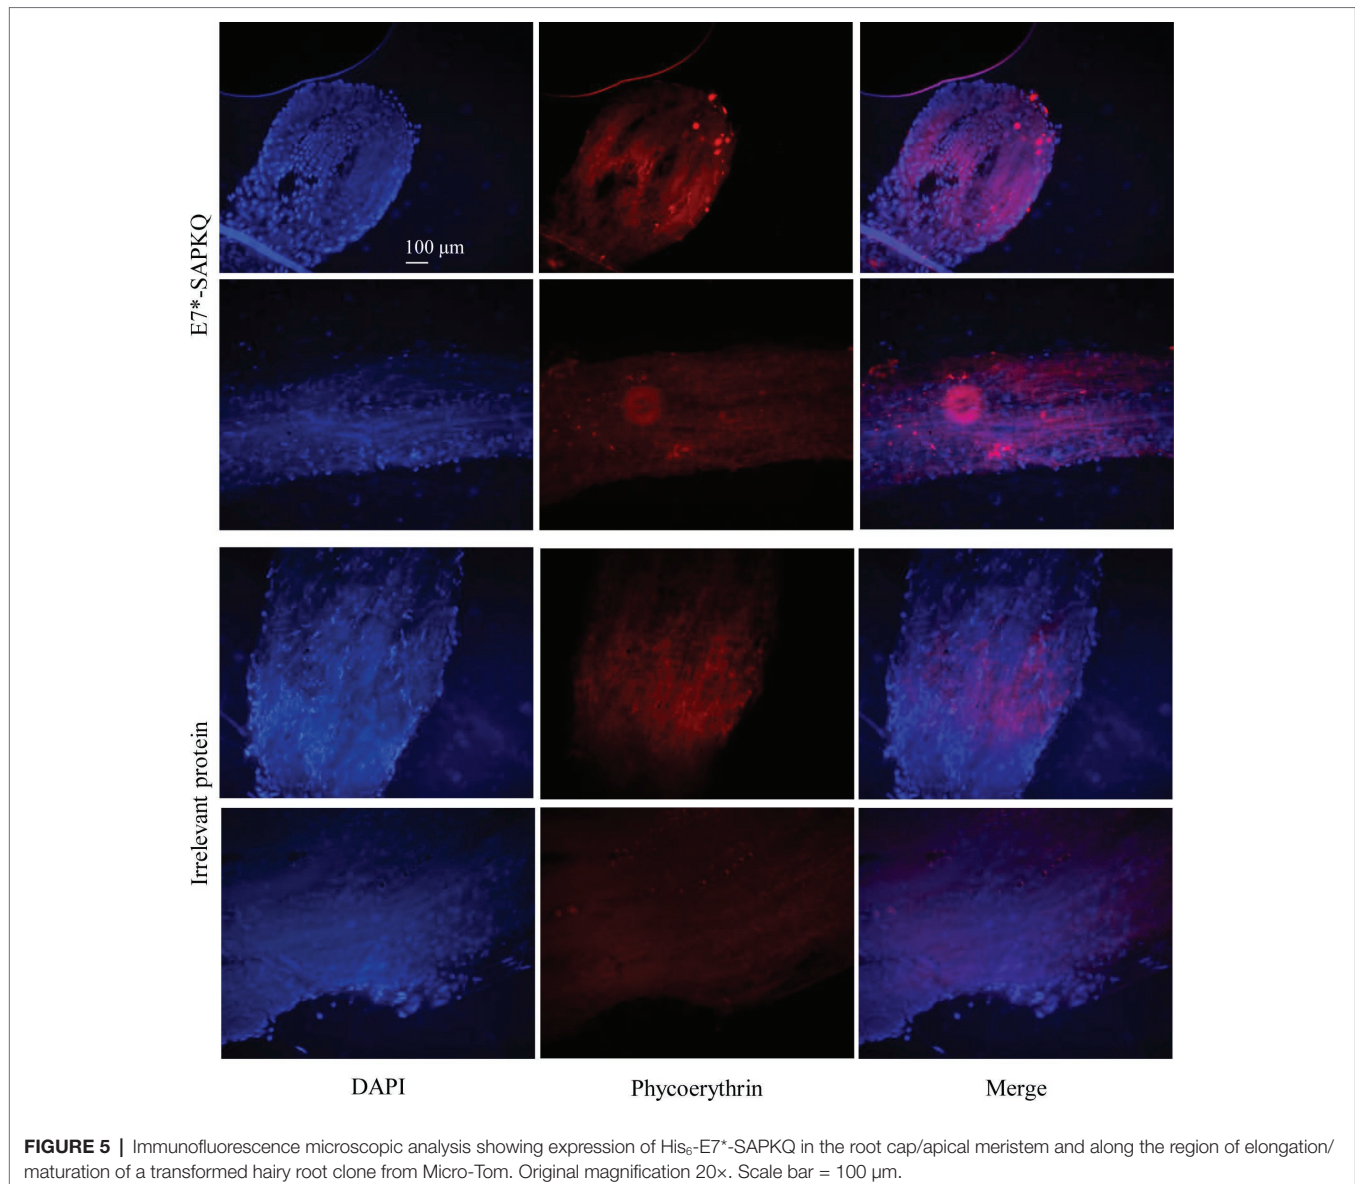 E7*-SAPKQ
100 μm
Irrelevant protein
DAPI
Phycoerythrin
Merge
FIGURE 5 | Immunofluorescence microscopic analysis showing expression of His₆-E7*-SAPKQ in the root cap/apical meristem and along the region of elongation/
maturation of a transformed hairy root clone from Micro-Tom. Original magnification 20×. Scale bar = 100 μm.